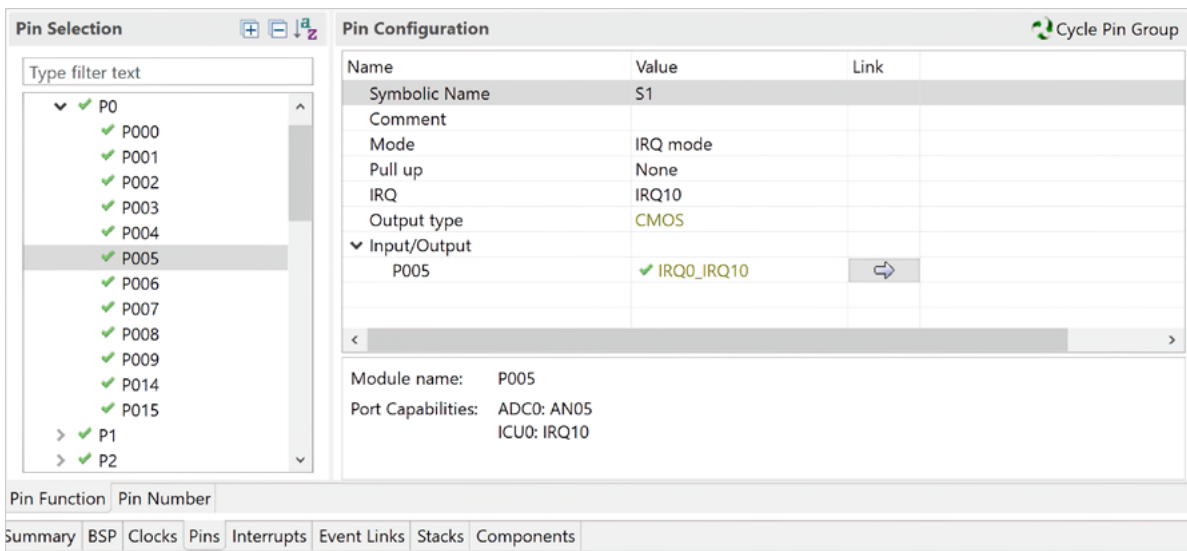 Pin Selection
Type filter text
P0
P000
P001
P002
P003
P004
P005
P006
P007
P008
P009
P014
P015
P1
P2
Pin Configuration
Cycle Pin Group
Name Value Link
Symbolic Name S1
Comment
Mode IRQ mode
Pull up None
IRQ IRQ10
Output type CMOS
Input/Output
P005 IRQ0_IRQ10
Module name: P005
Port Capabilities: ADC0: AN05
ICU0: IRQ10
Pin Function Pin Number
Summary BSP Clocks Pins Interrupts Event Links Stacks Components